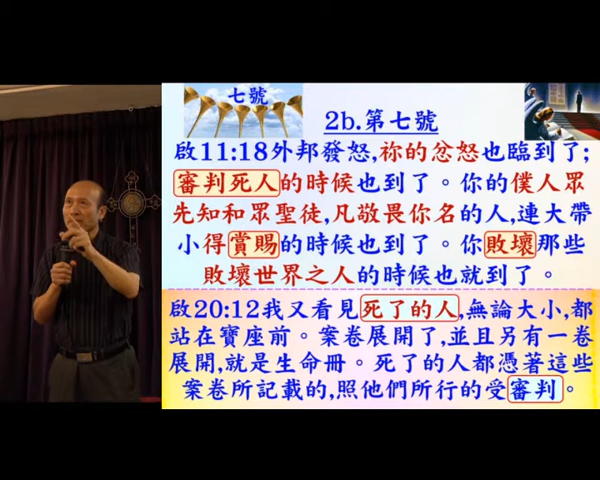 七號
2b.第七號
啟11:18外邦發怒,祢的忿怒也臨到了;
審判死人的時候也到了。你的僕人眾
先知和眾聖徒,凡敬畏你名的人,連大帶
小得賞賜的時候也到了。你敗壞那些
敗壞世界之人的時候也就到了。
啟20:12我又看見死了的人,無論大小,都
站在寶座前。案卷展開了,並且另有一卷
展開,就是生命冊。死了的人都憑著這些
案卷所記載的,照他們所行的受審判。